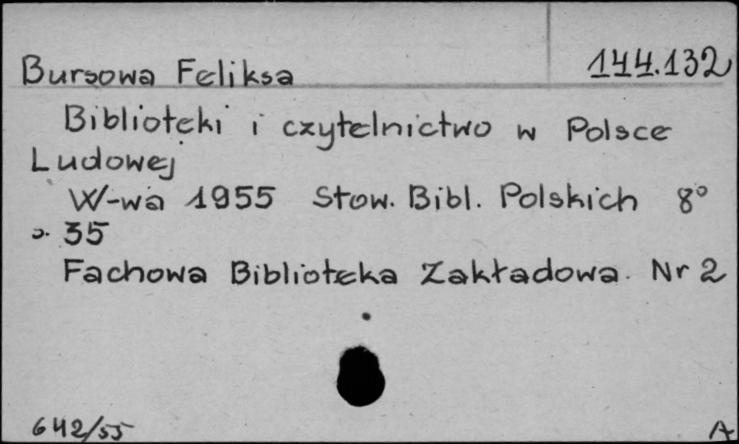 Bursowa Feliksa 144.132
Biblioteki i czytelnictwo w Polsce
Ludowej
W-wa 1955 Stow. Bibl. Polskich 8°
s. 35
Fachowa Biblioteka Zakładowa. Nr 2
642/55 A